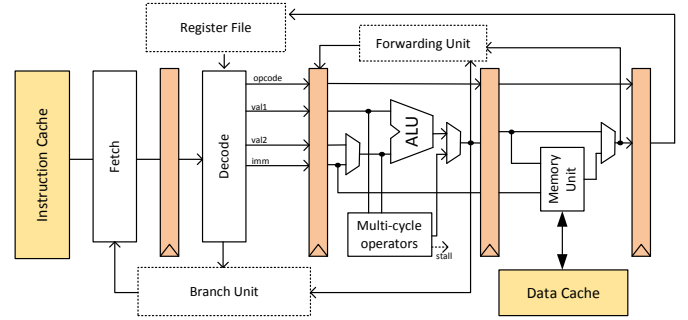 Register File
Forwarding Unit
opcode
val1
val2
imm
Instruction Cache
Fetch
Decode
ALU
Memory
Unit
Multi-cycle
operators
stall
Branch Unit
Data Cache